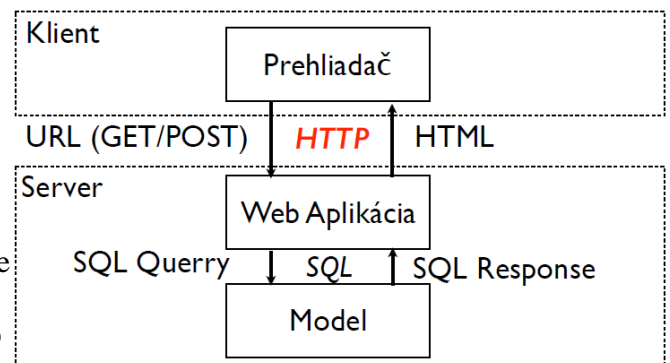 Klient
Prehliadač
URL (GET/POST) HTTP HTML
Server
Web Aplikácia
e SQL Querry SQL SQL Response
Model
)